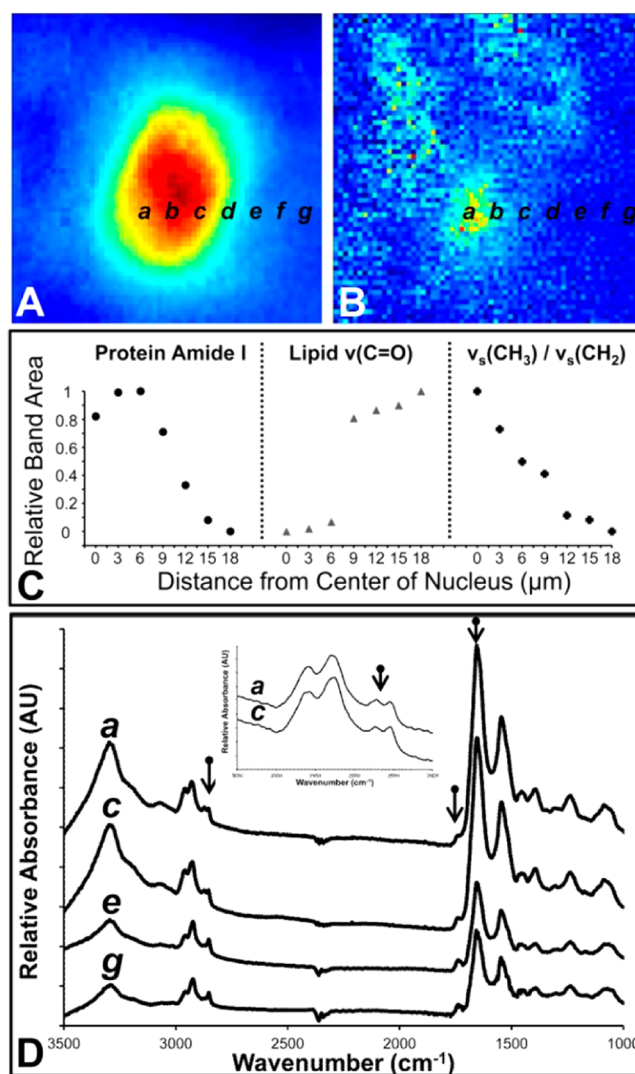 a b c d e f g
A
a b c d e f g
B
Protein Amide I
Lipid v(C=O)
vs(CH3) / vs(CH2)
Relative Band Area
1
0.8
0.6
0.4
0.2
0
0 3 6 9 12 15 18
0 3 6 9 12 15 18
0 3 6 9 12 15 18
Distance from Center of Nucleus (µm)
C
Relative Absorbance (AU)
a
c
e
g
Relative Absorbance (AU)
a
c
Wavenumber (cm-1)
3500 3000 2500 2000 1500 1000
Wavenumber (cm-1)
D